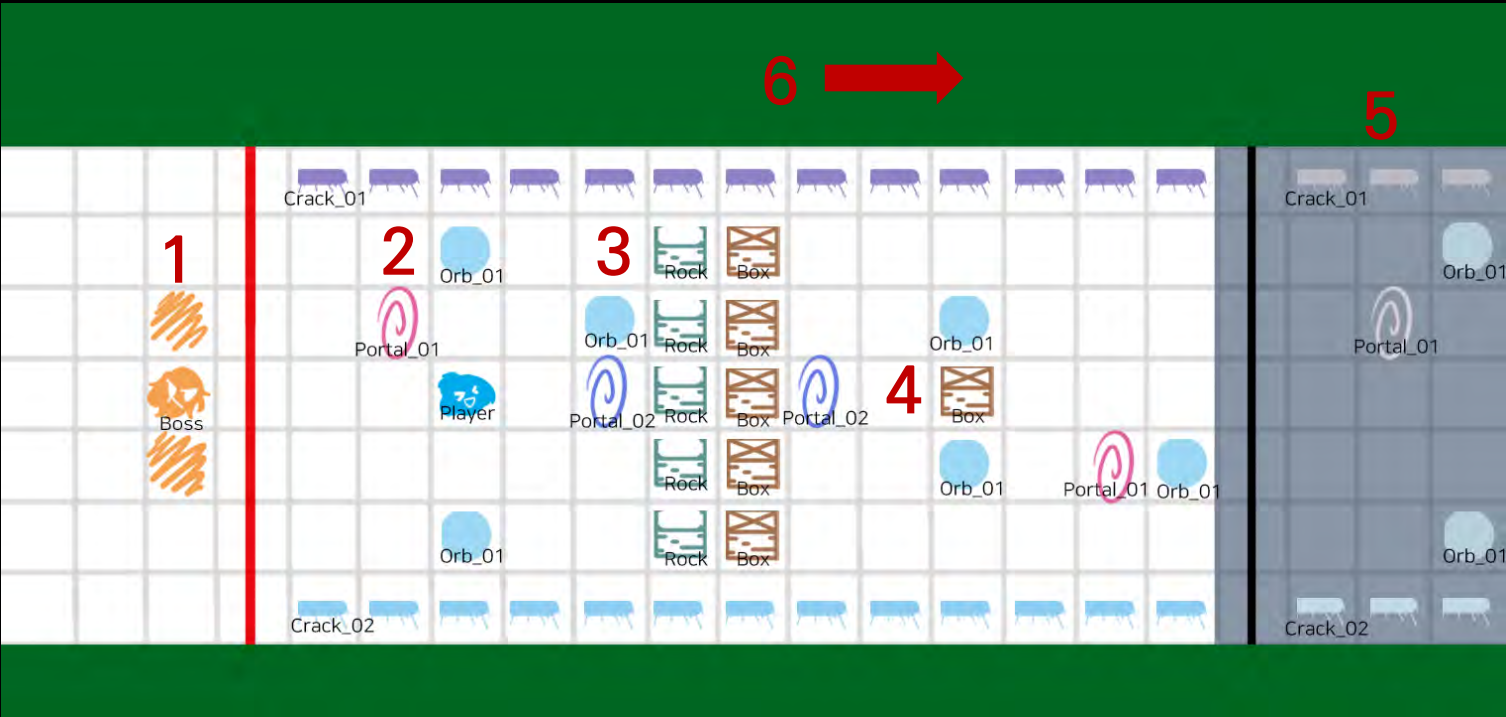 6
5
Crack_01
Crack_01
1
2
Orb_01
3
Rock
Box
Orb_01
Portal_01
Orb_01
Rock
Box
Orb_01
Portal_01
Boss
Player
Portal_02
Rock
Box
Portal_02
4
Box
Rock
Box
Orb_01
Portal_01
Orb_01
Orb_01
Rock
Box
Orb_01
Crack_02
Crack_02